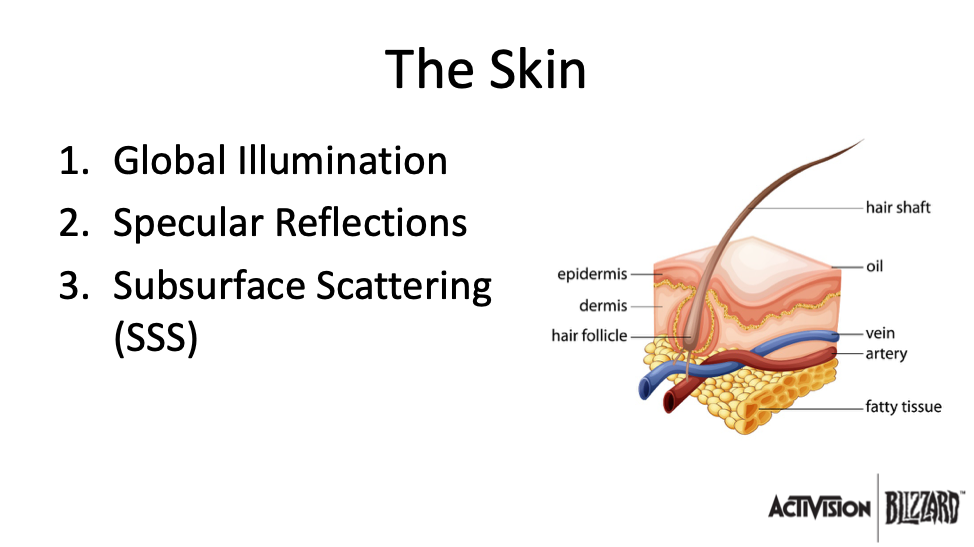 The Skin
1. Global Illumination
2. Specular Reflections
3. Subsurface Scattering
(SSS)
hair shaft
oil
epidermis
dermis
hair follicle
vein
artery
fatty tissue
ACTIVISION BLIZZARD™